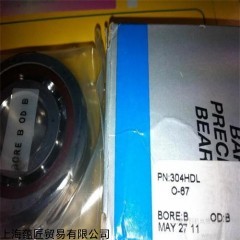 BORE B OD B
BA
PRECI
BEAR
PN:304HDL
O-67
BORE:B OD:B
MAY 27 11
上海翔匠贸易有限公司